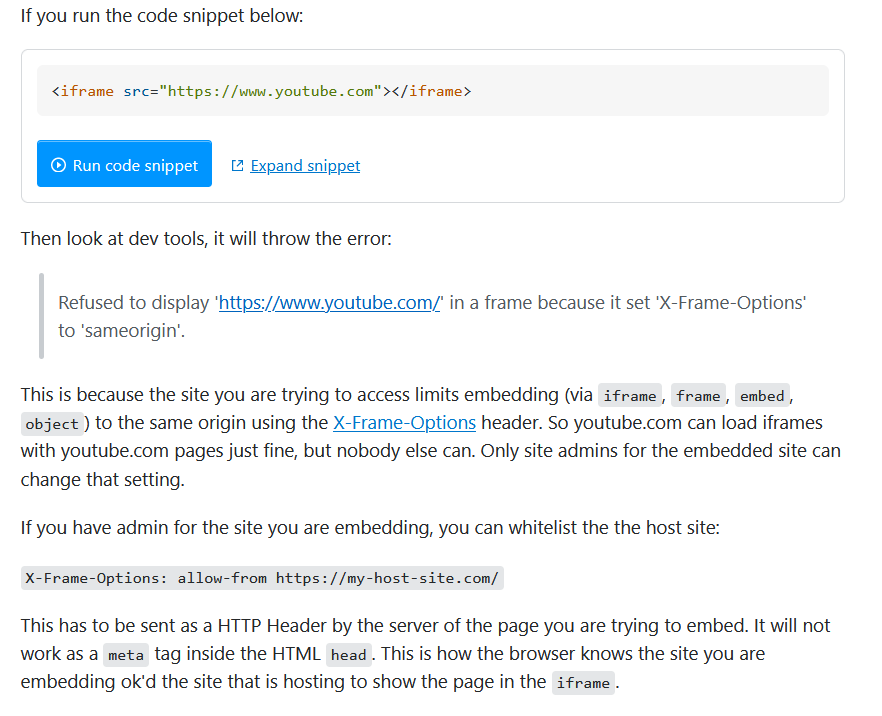 If you run the code snippet below:
<iframe src="https://www.youtube.com"></iframe>
Run code snippet Expand snippet
Then look at dev tools, it will throw the error:
Refused to display 'https://www.youtube.com/' in a frame because it set 'X-Frame-Options'
to 'sameorigin'.
This is because the site you are trying to access limits embedding (via iframe, frame, embed,
object) to the same origin using the X-Frame-Options header. So youtube.com can load iframes
with youtube.com pages just fine, but nobody else can. Only site admins for the embedded site can
change that setting.
If you have admin for the site you are embedding, you can whitelist the the host site:
X-Frame-Options: allow-from https://my-host-site.com/
This has to be sent as a HTTP Header by the server of the page you are trying to embed. It will not
work as a meta tag inside the HTML head. This is how the browser knows the site you are
embedding ok'd the site that is hosting to show the page in the iframe.